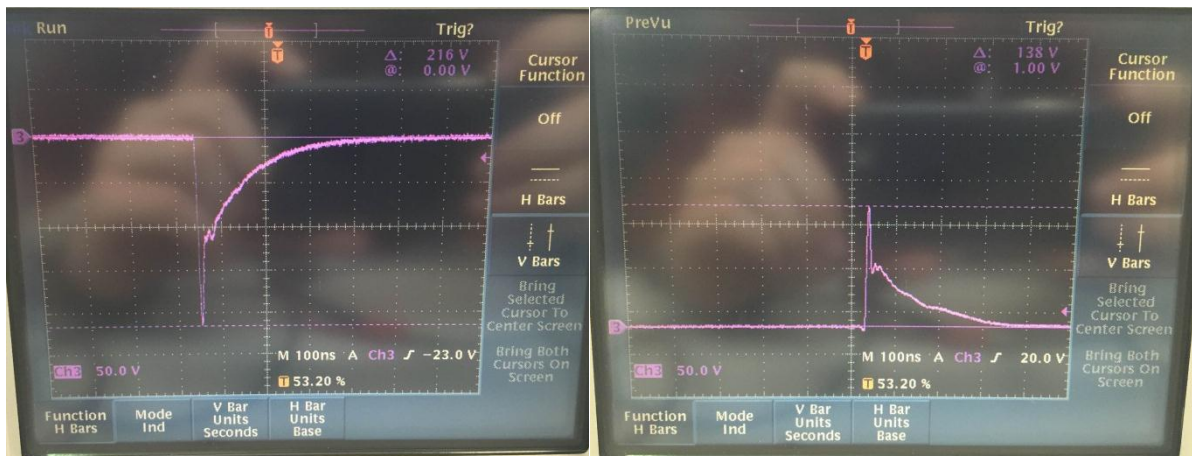 Run
Trig?
T
T
Δ: 216 V
@: 0.00 V
Cursor
Function
Off
H Bars
V Bars
Bring
Selected
Cursor To
Center Screen
Bring Both
Cursors On
Screen
3
M 100ns A Ch3 ƒ −23.0 V
Ch3 50.0 V
T 53.20 %
Function
H Bars
Mode
Ind
V Bar
Units
Seconds
H Bar
Units
Base
PreVu
Trig?
T
T
Δ: 138 V
@: 1.00 V
Cursor
Function
Off
H Bars
V Bars
Bring
Selected
Cursor To
Center Screen
Bring Both
Cursors On
Screen
3
M 100ns A Ch3 ƒ 20.0 V
Ch3 50.0 V
T 53.20 %
Function
H Bars
Mode
Ind
V Bar
Units
Seconds
H Bar
Units
Base